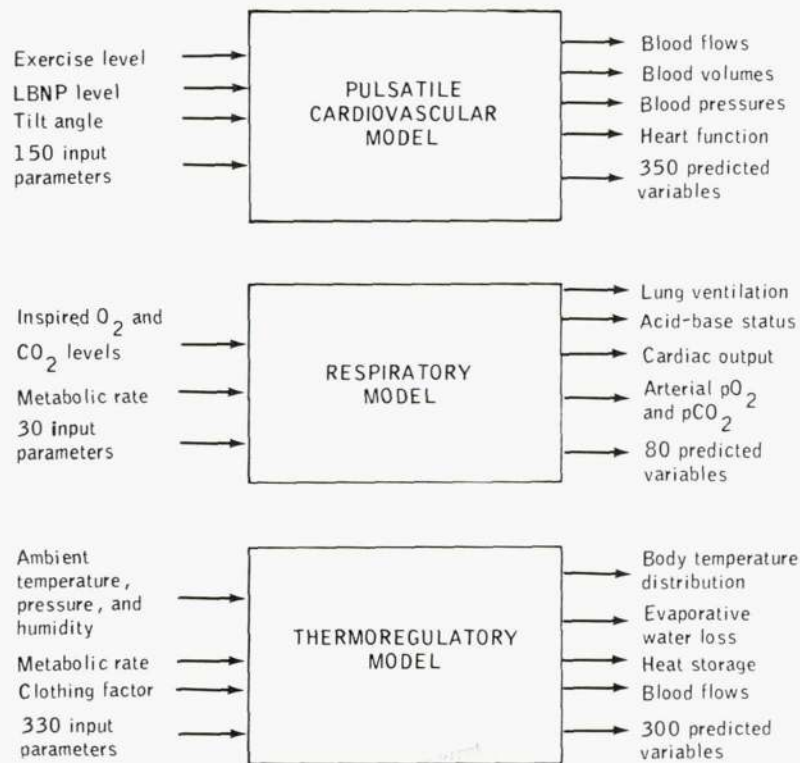 Exercise level
LBNP level
Tilt angle
150 input
parameters
PULSATILE
CARDIOVASCULAR
MODEL
Blood flows
Blood volumes
Blood pressures
Heart function
350 predicted
variables
Inspired O2 and
CO2 levels
Metabolic rate
30 input
parameters
RESPIRATORY
MODEL
Lung ventilation
Acid-base status
Cardiac output
Arterial pO2
and pCO2
80 predicted
variables
Ambient
temperature,
pressure, and
humidity
Metabolic rate
Clothing factor
330 input
parameters
THERMOREGULATORY
MODEL
Body temperature
distribution
Evaporative
water loss
Heat storage
Blood flows
300 predicted
variables